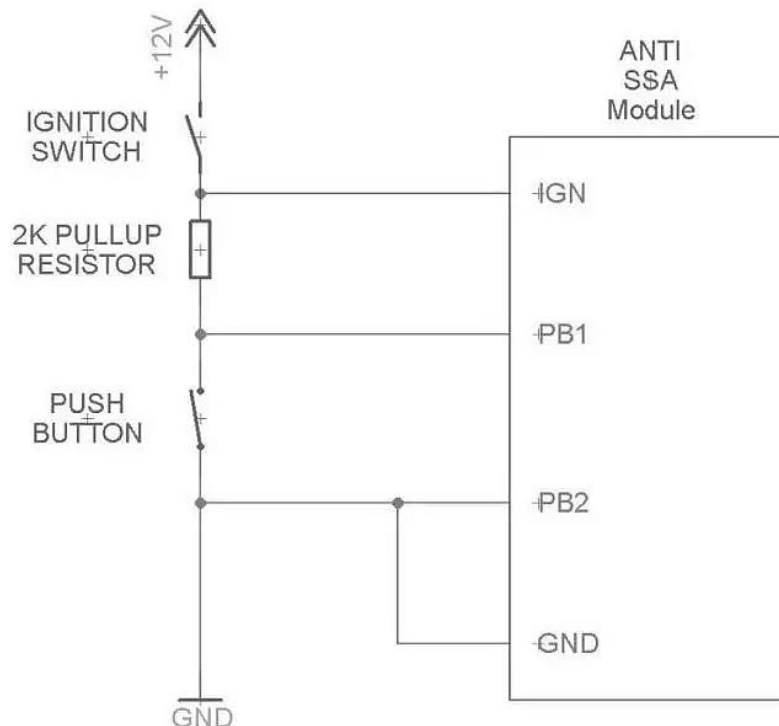 +12V
ANTI
SSA
Module
IGNITION
SWITCH
IGN
2K PULLUP
RESISTOR
PB1
PUSH
BUTTON
PB2
GND
GND